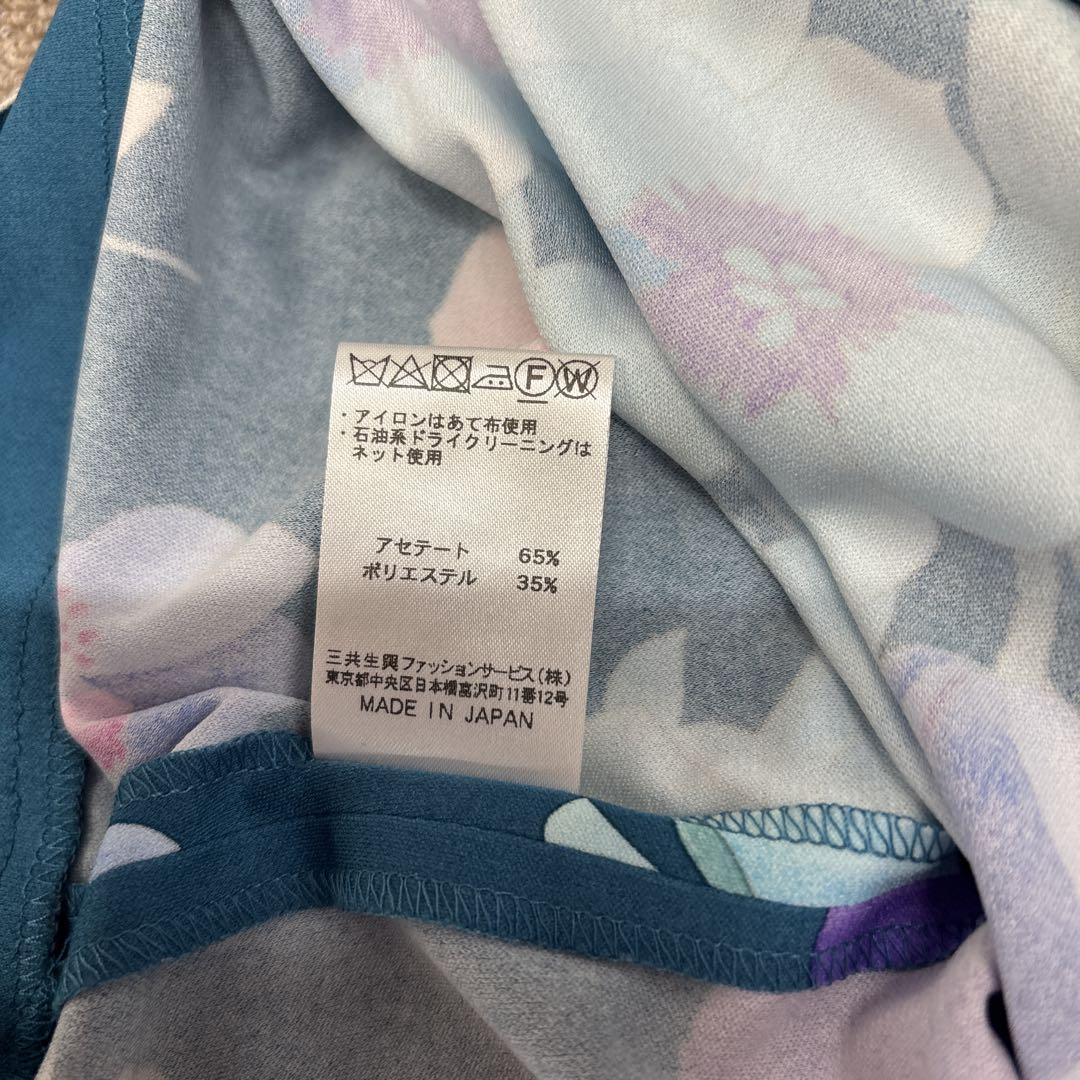 F W
・アイロンはあて布使用
・石油系ドライクリーニングは
ネット使用
アセテート 65%
ポリエステル 35%
三共生興ファッションサービス(株)
東京都中央区日本橋富沢町11番12号
MADE IN JAPAN